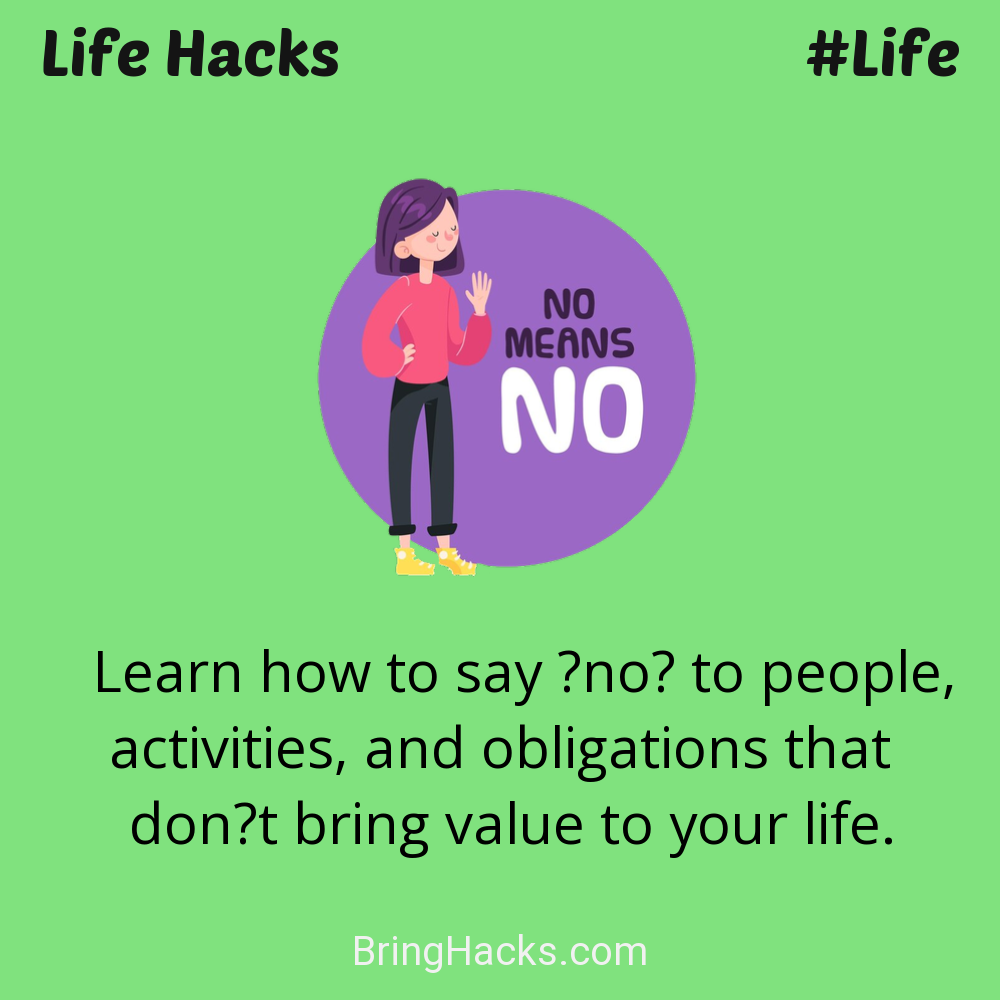 Life Hacks
#Life
NO
MEANS
NO
Learn how to say ?no? to people,
activities, and obligations that
don?t bring value to your life.
BringHacks.com